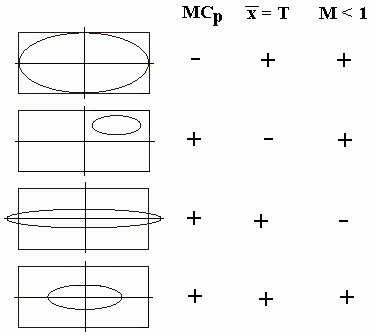 MCp x̅ = T M < 1
- + +
+ - +
+ + -
+ + +